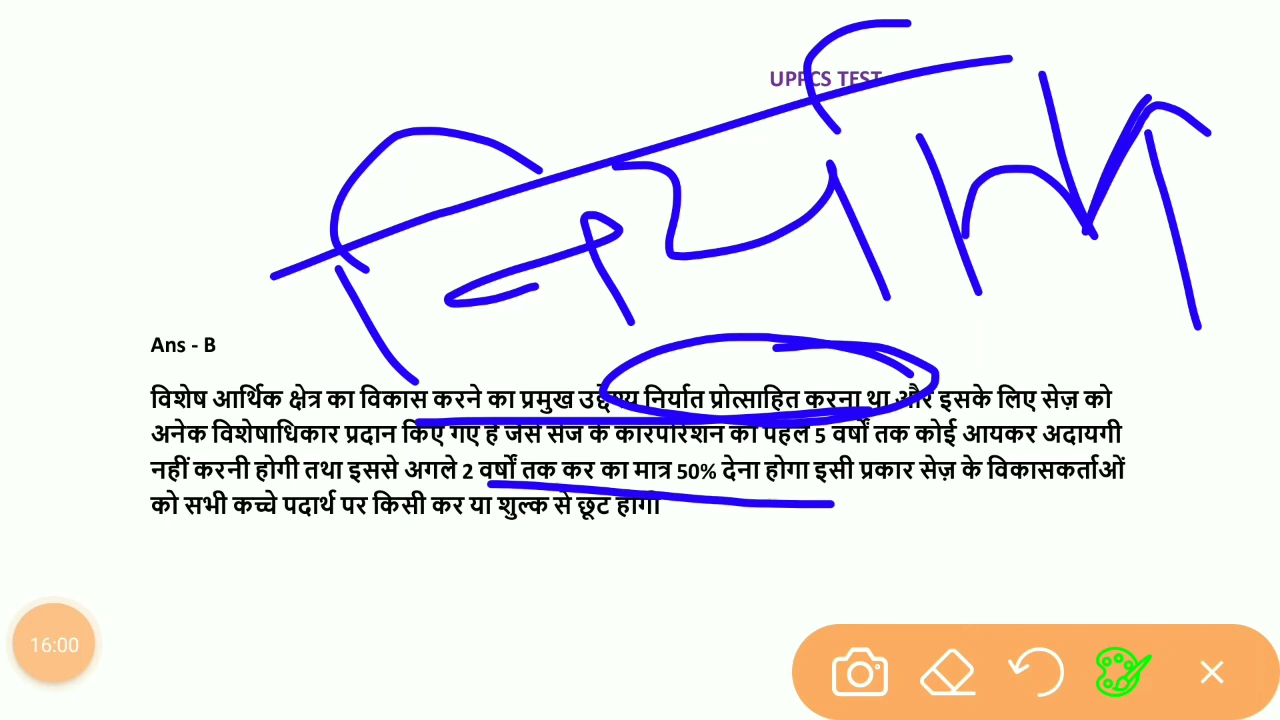 UPPCS TEST
निर्यात
Ans - B
विशेष आर्थिक क्षेत्र का विकास करने का प्रमुख उद्देश्य निर्यात प्रोत्साहित करना था और इसके लिए सेज़ को
अनेक विशेषाधिकार प्रदान किए गए हैं जैसे सेज के कारपोरेशन को पहले 5 वर्षों तक कोई आयकर अदायगी
नहीं करनी होगी तथा इससे अगले 2 वर्षों तक कर का मात्र 50% देना होगा इसी प्रकार सेज़ के विकासकर्ताओं
को सभी कच्चे पदार्थ पर किसी कर या शुल्क से छूट होगी
16:00